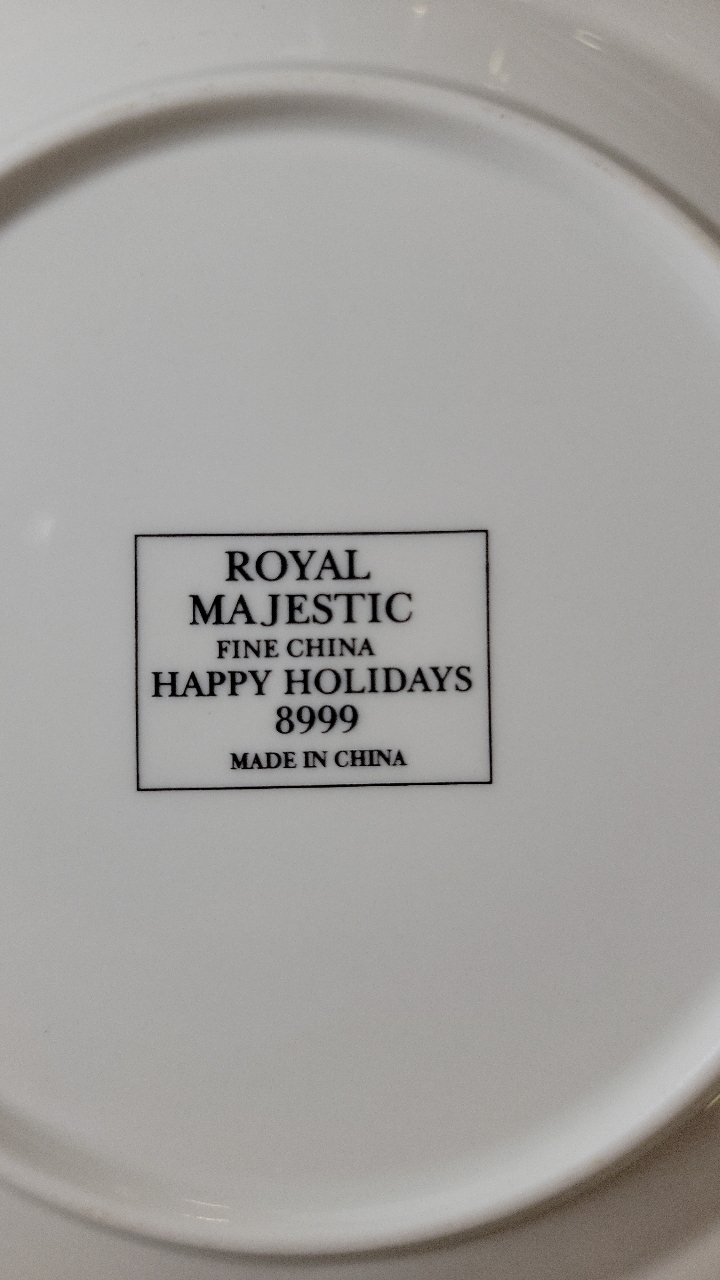 ROYAL
MAJESTIC
FINE CHINA
HAPPY HOLIDAYS
8999
MADE IN CHINA